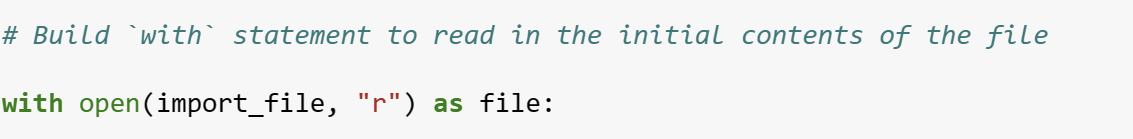 # Build `with` statement to read in the initial contents of the file
with open(import_file, "r") as file: